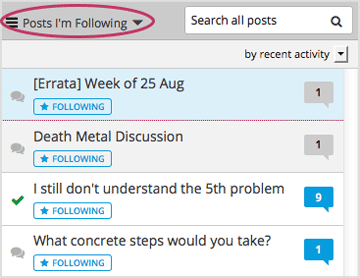 Posts I'm Following
Search all posts
by recent activity
[Errata] Week of 25 Aug
1
FOLLOWING
Death Metal Discussion
1
FOLLOWING
I still don't understand the 5th problem
9
FOLLOWING
What concrete steps would you take?
1
FOLLOWING